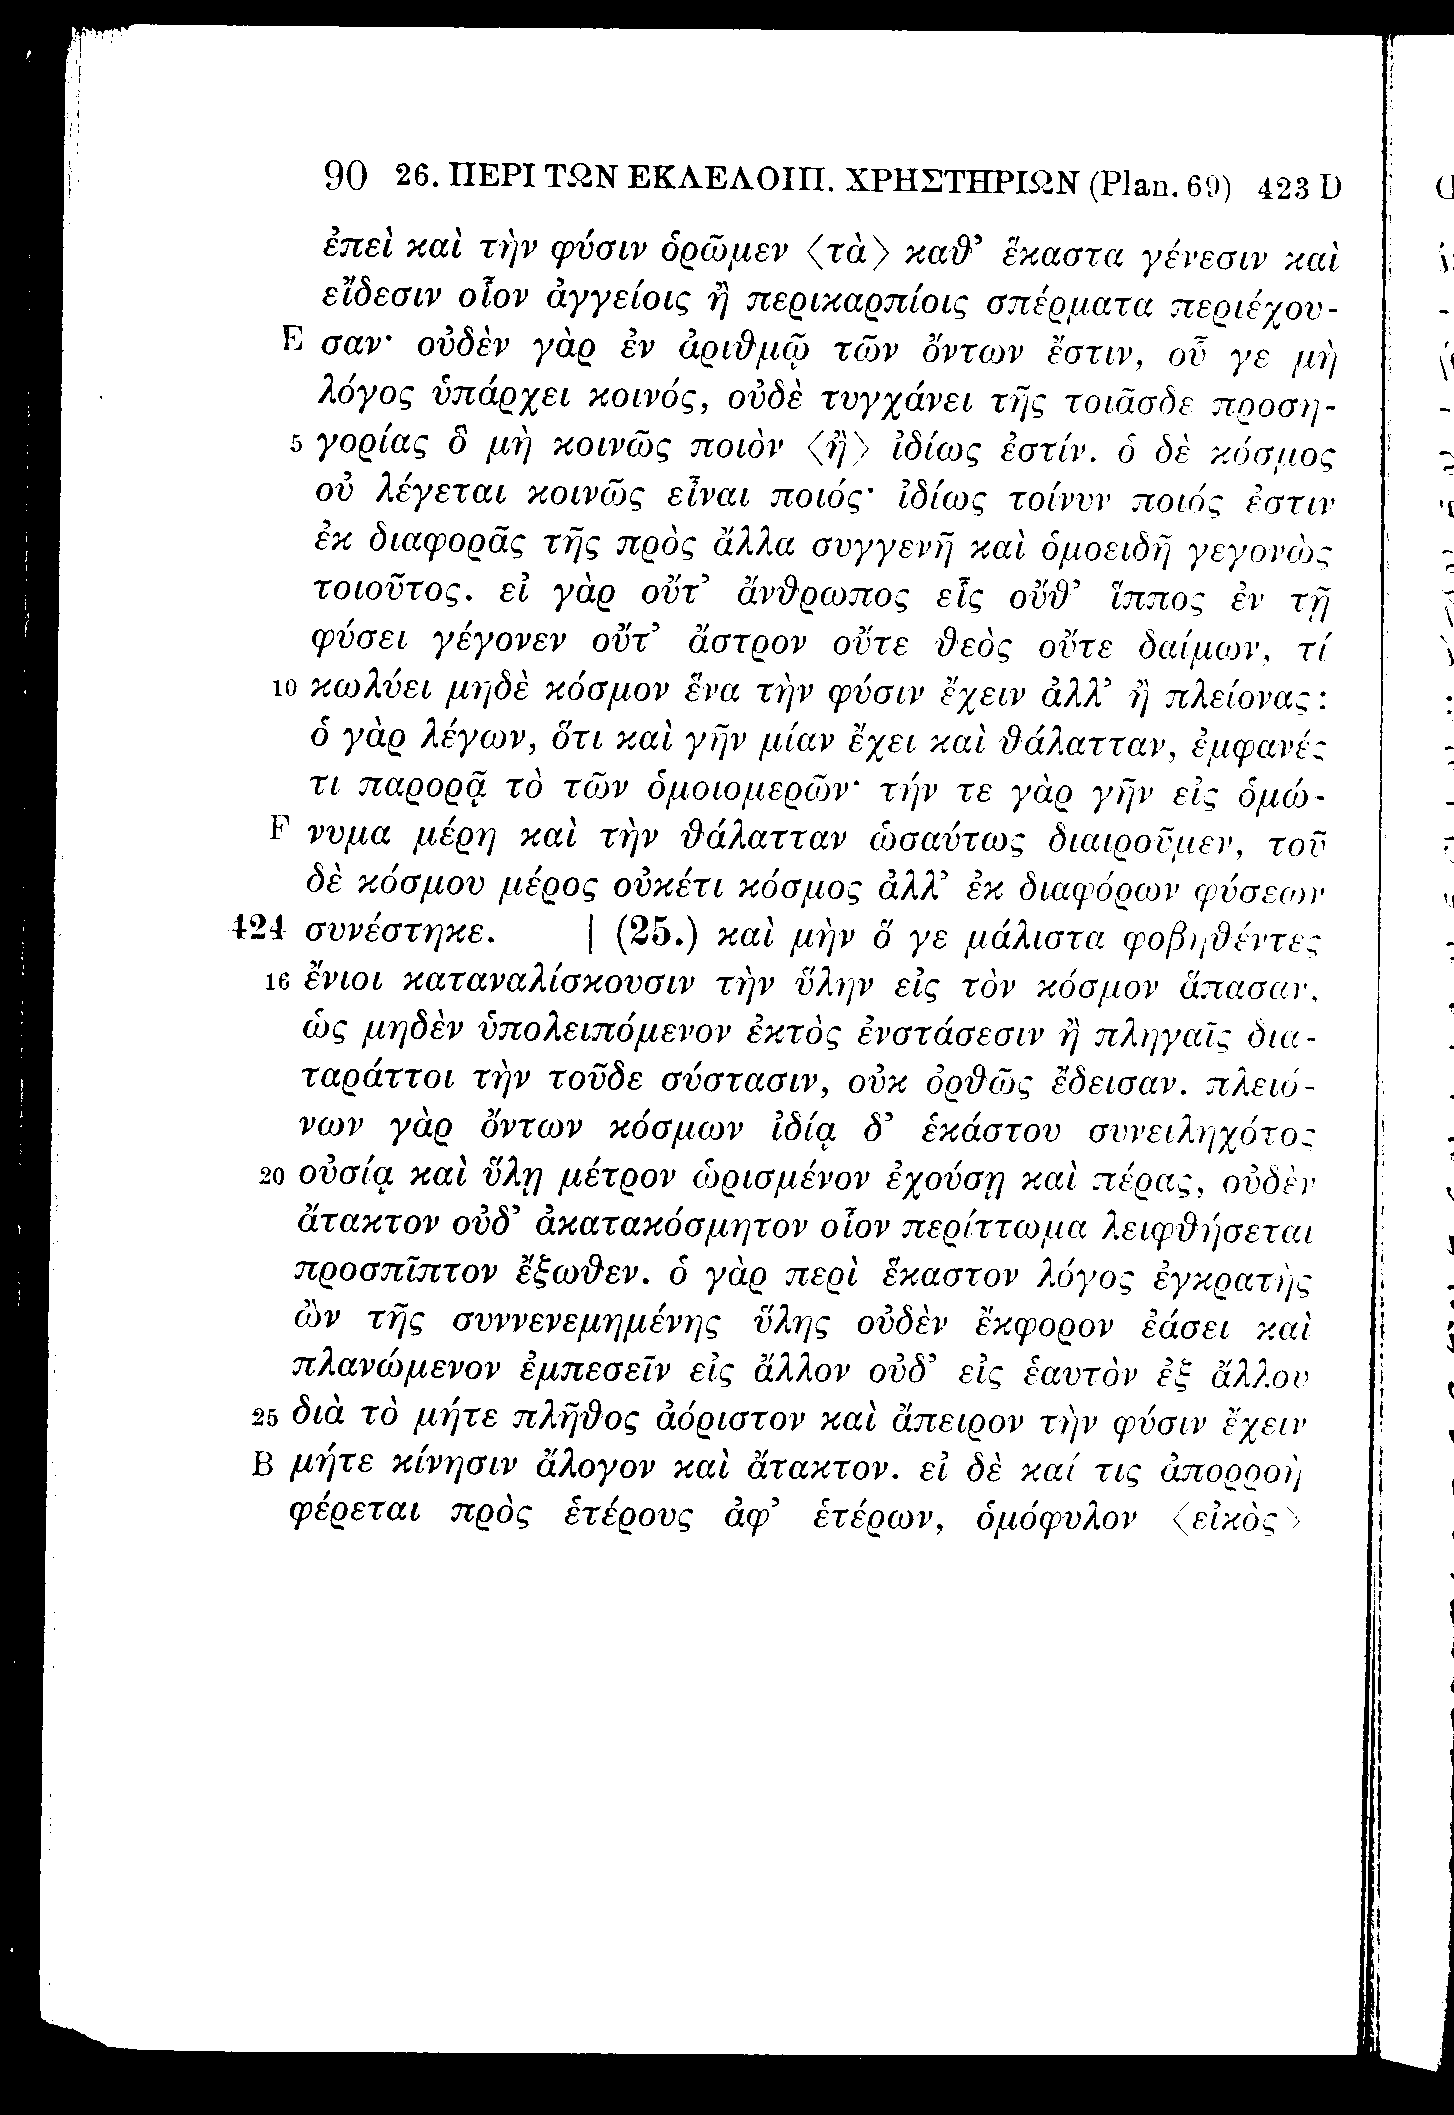 90 26. ΠΕΡΙ ΤΩΝ ΕΚΛΕΛΟΙΠ. ΧΡΗΣΤΗΡΙΩΝ (Plan. 69) 423 D
ἐπεὶ καὶ τὴν φύσιν ὁρῶμεν ⟨τὰ⟩ καθ’ ἕκαστα γένεσιν καὶ
εἴδεσιν οἷον ἀγγείοις ἢ περικαρπίοις σπέρματα περιέχου-
E σαν· οὐδὲν γὰρ ἐν ἀριθμῷ τῶν ὄντων ἔστιν, οὗ γε μὴ
λόγος ὑπάρχει κοινός, οὐδὲ τυγχάνει τῆς τοιᾶσδε προση-
5 γορίας ὃ μὴ κοινῶς ποιὸν ⟨ἢ⟩ ἰδίως ἐστίν. ὁ δὲ κόσμος
οὐ λέγεται κοινῶς εἶναι ποιός· ἰδίως τοίνυν ποιός ἐστιν
ἐκ διαφορᾶς τῆς πρὸς ἄλλα συγγενῆ καὶ ὁμοειδῆ γεγονὼς
τοιοῦτος. εἰ γὰρ οὔτ’ ἄνθρωπος εἷς οὔθ’ ἵππος ἐν τῇ
φύσει γέγονεν οὔτ’ ἄστρον οὔτε θεὸς οὔτε δαίμων, τί
10 κωλύει μηδὲ κόσμον ἕνα τὴν φύσιν ἔχειν ἀλλ’ ἢ πλείονας;
ὁ γὰρ λέγων, ὅτι καὶ γῆν μίαν ἔχει καὶ θάλατταν, ἐμφανές
τι παρορᾷ τὸ τῶν ὁμοιομερῶν· τήν τε γὰρ γῆν εἰς ὁμώ-
F νυμα μέρη καὶ τὴν θάλατταν ὡσαύτως διαιροῦμεν, τοῦ
δὲ κόσμου μέρος οὐκέτι κόσμος ἀλλ’ ἐκ διαφόρων φύσεων
424 συνέστηκε. | (25.) καὶ μὴν ὅ γε μάλιστα φοβηθέντες
16 ἔνιοι καταναλίσκουσιν τὴν ὕλην εἰς τὸν κόσμον ἅπασαν,
ὡς μηδὲν ὑπολειπόμενον ἐκτὸς ἐνστάσεσιν ἢ πληγαῖς δια-
ταράττοι τὴν τοῦδε σύστασιν, οὐκ ὀρθῶς ἔδεισαν. πλειό-
νων γὰρ ὄντων κόσμων ἰδίᾳ δ’ ἑκάστου συνειληχότος
20 οὐσίᾳ καὶ ὕλῃ μέτρον ὡρισμένον ἐχούσῃ καὶ πέρας, οὐδὲν
ἄτακτον οὐδ’ ἀκατακόσμητον οἷον περίττωμα λειφθήσεται
προσπῖπτον ἔξωθεν. ὁ γὰρ περὶ ἕκαστον λόγος ἐγκρατὴς
ὢν τῆς συννενεμημένης ὕλης οὐδὲν ἔκφορον ἐάσει καὶ
πλανώμενον ἐμπεσεῖν εἰς ἄλλον οὐδ’ εἰς ἑαυτὸν ἐξ ἄλλου
25 διὰ τὸ μήτε πλῆθος ἀόριστον καὶ ἄπειρον τὴν φύσιν ἔχειν
B μήτε κίνησιν ἄλογον καὶ ἄτακτον. εἰ δὲ καί τις ἀπορροὴ
φέρεται πρὸς ἑτέρους ἀφ’ ἑτέρων, ὁμόφυλον ⟨εἰκὸς⟩